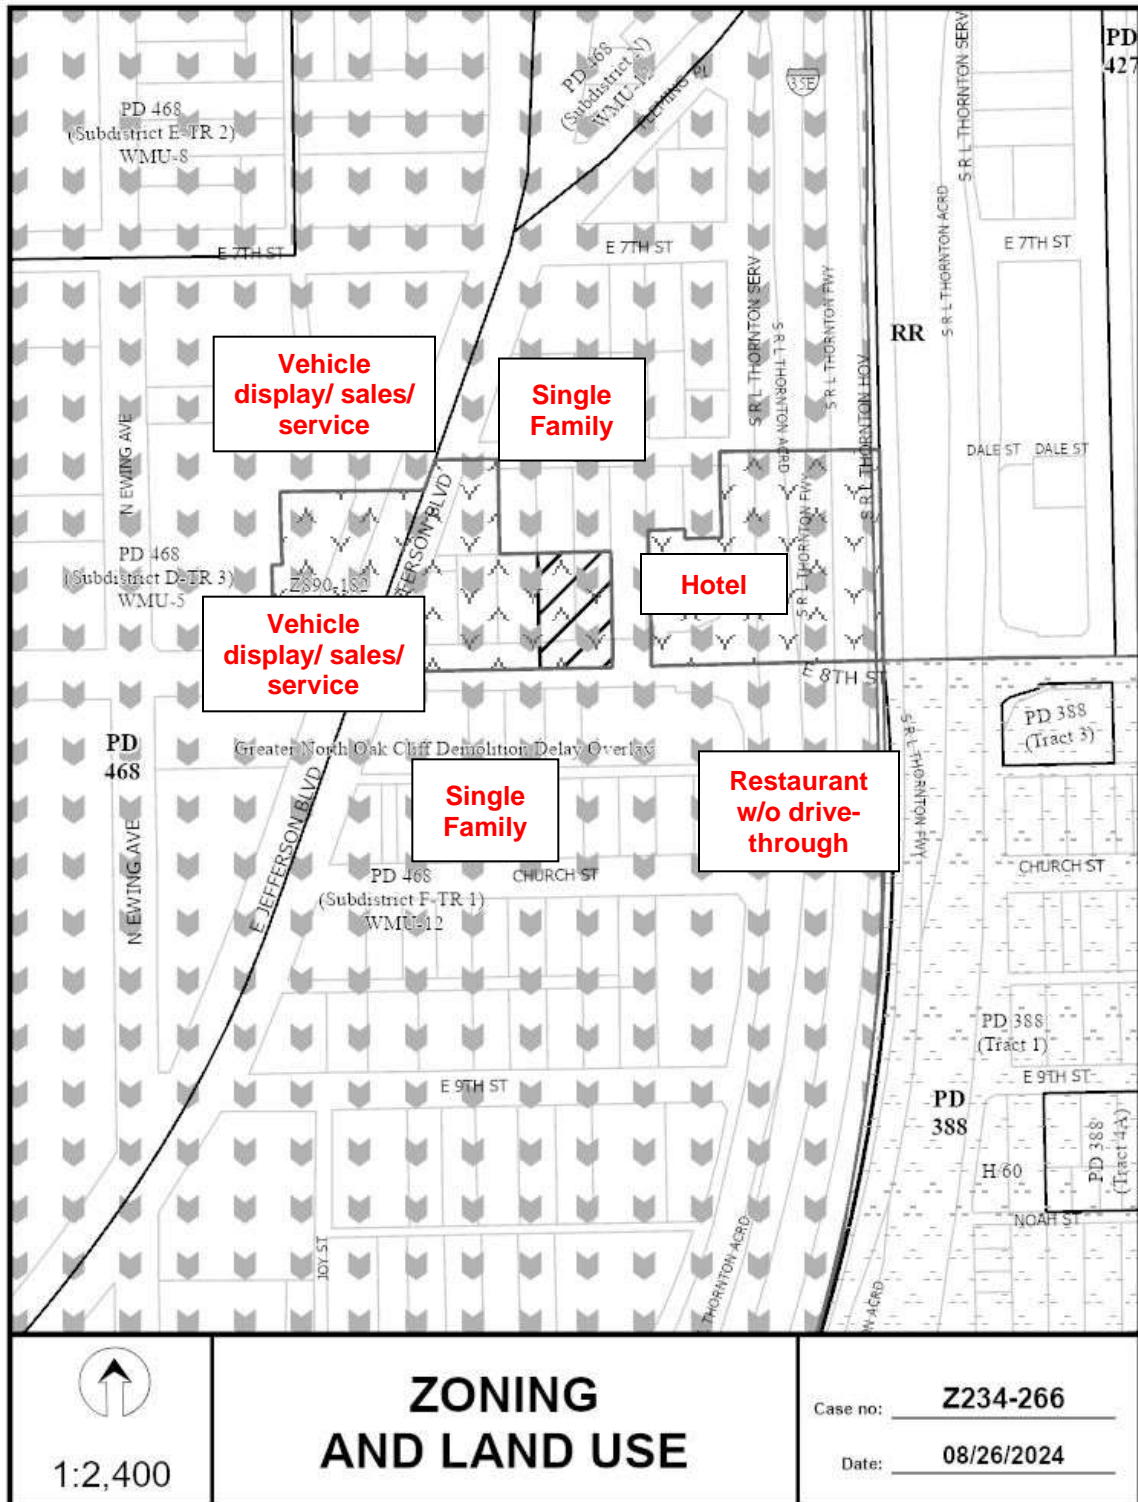 PD 468
(Subdistrict E-TR 2)
WMU-8
PD 468
(Subdistrict N)
FLEMING PL
35E
S R L THORNTON SERV
PD
427
E 7TH ST
E 7TH ST
E 7TH ST
S R L THORNTON SERV
S R L THORNTON ACRD
S R L THORNTON FWY
S R L THORNTON HOV
S R L THORNTON ACRD
S R L THORNTON SERV
RR
Vehicle
display/ sales/
service
Single
Family
N EWING AVE
DALE ST
DALE ST
PD 468
(Subdistrict D-TR 3)
WMU-5
Z890-182
JEFFERSON BLVD
Hotel
S R L THORNTON FWY
Vehicle
display/ sales/
service
E 8TH ST
PD 388
(Tract 3)
PD
468
Greater North Oak Cliff Demolition Delay Overlay
Single
Family
Restaurant
w/o drive-
through
S R L THORNTON FWY
E JEFFERSON BLVD
N EWING AVE
PD 468
(Subdistrict F-TR 1)
WMU-12
CHURCH ST
CHURCH ST
PD 388
(Tract 1)
E 9TH ST
E 9TH ST
PD
388
PD 388
(Tract 4A)
H/60
NOAH ST
JOY ST
THORNTON ACRD
ACRD
1:2,400
ZONING
AND LAND USE
Case no: Z234-266
Date: 08/26/2024